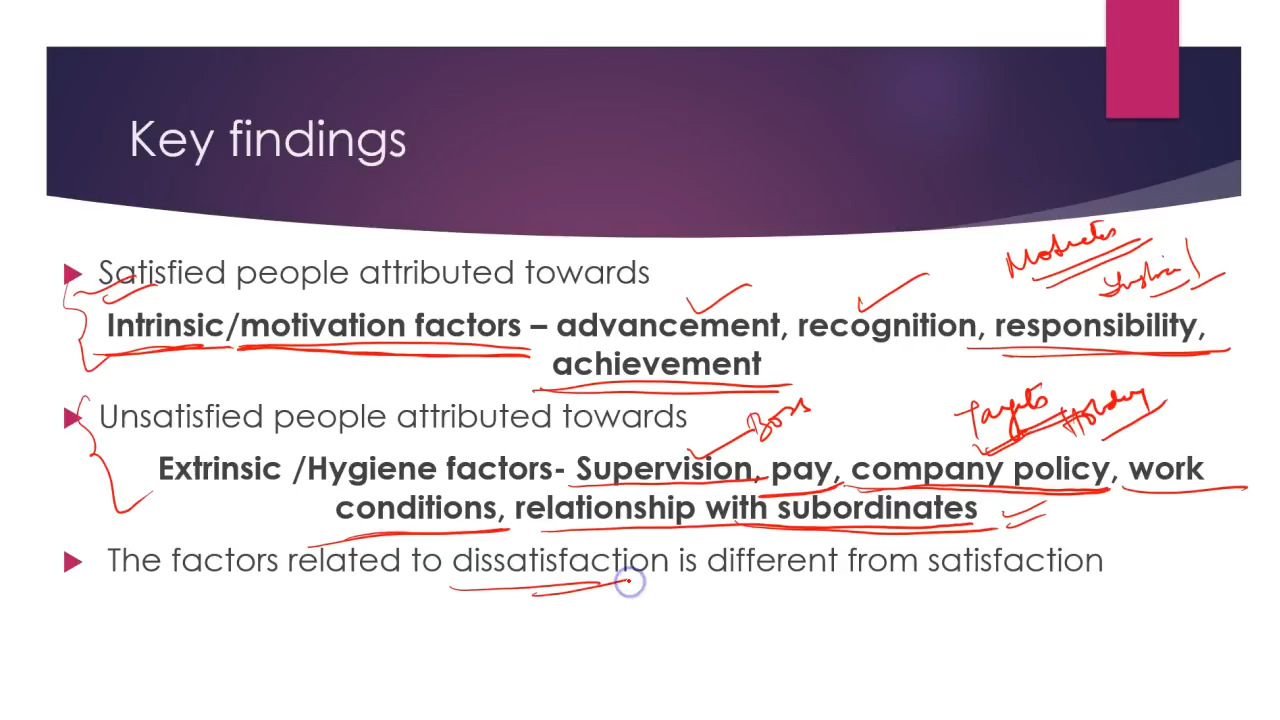 Key findings
Satisfied people attributed towards
Intrinsic/motivation factors – advancement, recognition, responsibility,
achievement
Unsatisfied people attributed towards
Boss
Targets
Extrinsic /Hygiene factors- Supervision, pay, company policy, work
conditions, relationship with subordinates
The factors related to dissatisfaction is different from satisfaction